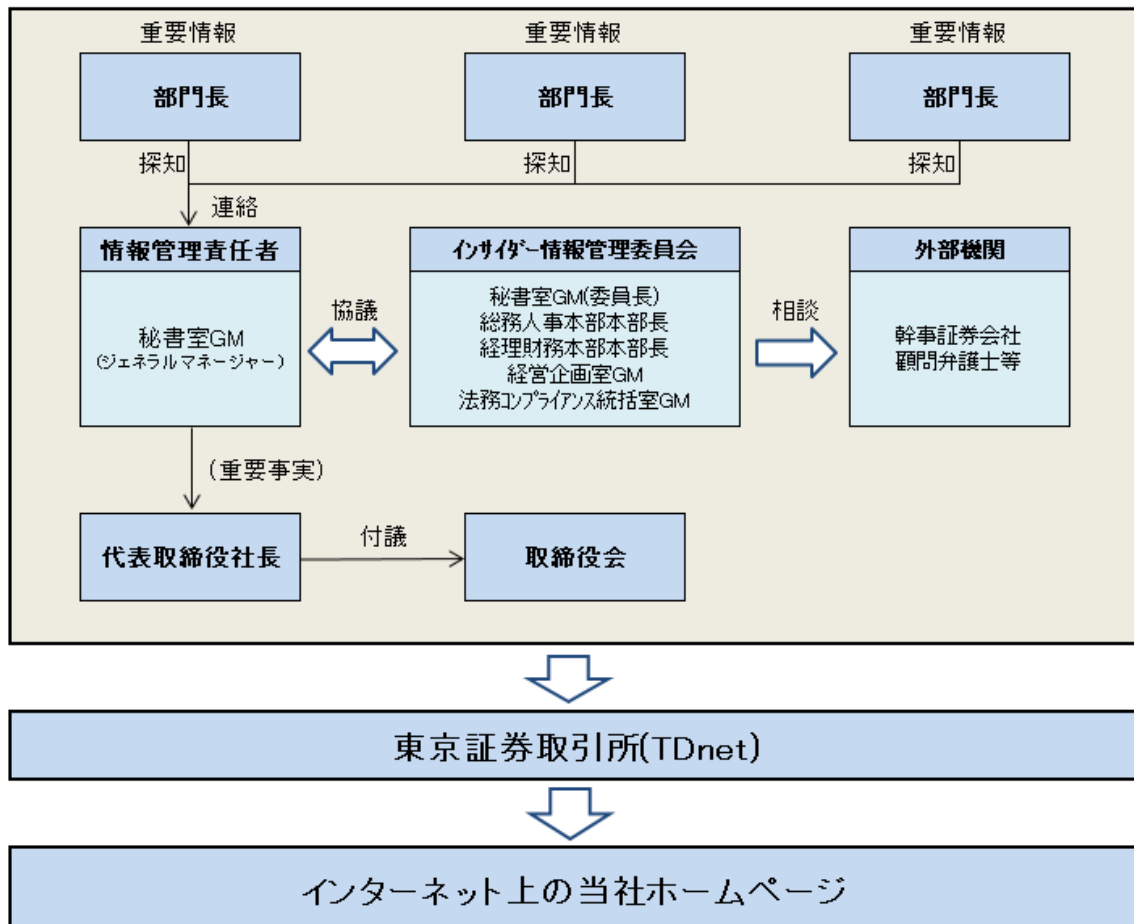 重要情報
重要情報
重要情報
部門長
部門長
部門長
探知
探知
探知
連絡
情報管理責任者
秘書室GM
(ジェネラルマネージャー)
協議
インサイダー情報管理委員会
秘書室GM(委員長)
総務人事本部本部長
経理財務本部本部長
経営企画室GM
法務コンプライアンス統括室GM
相談
外部機関
幹事証券会社
顧問弁護士等
(重要事実)
代表取締役社長
付議
取締役会
東京証券取引所(TDnet)
インターネット上の当社ホームページ